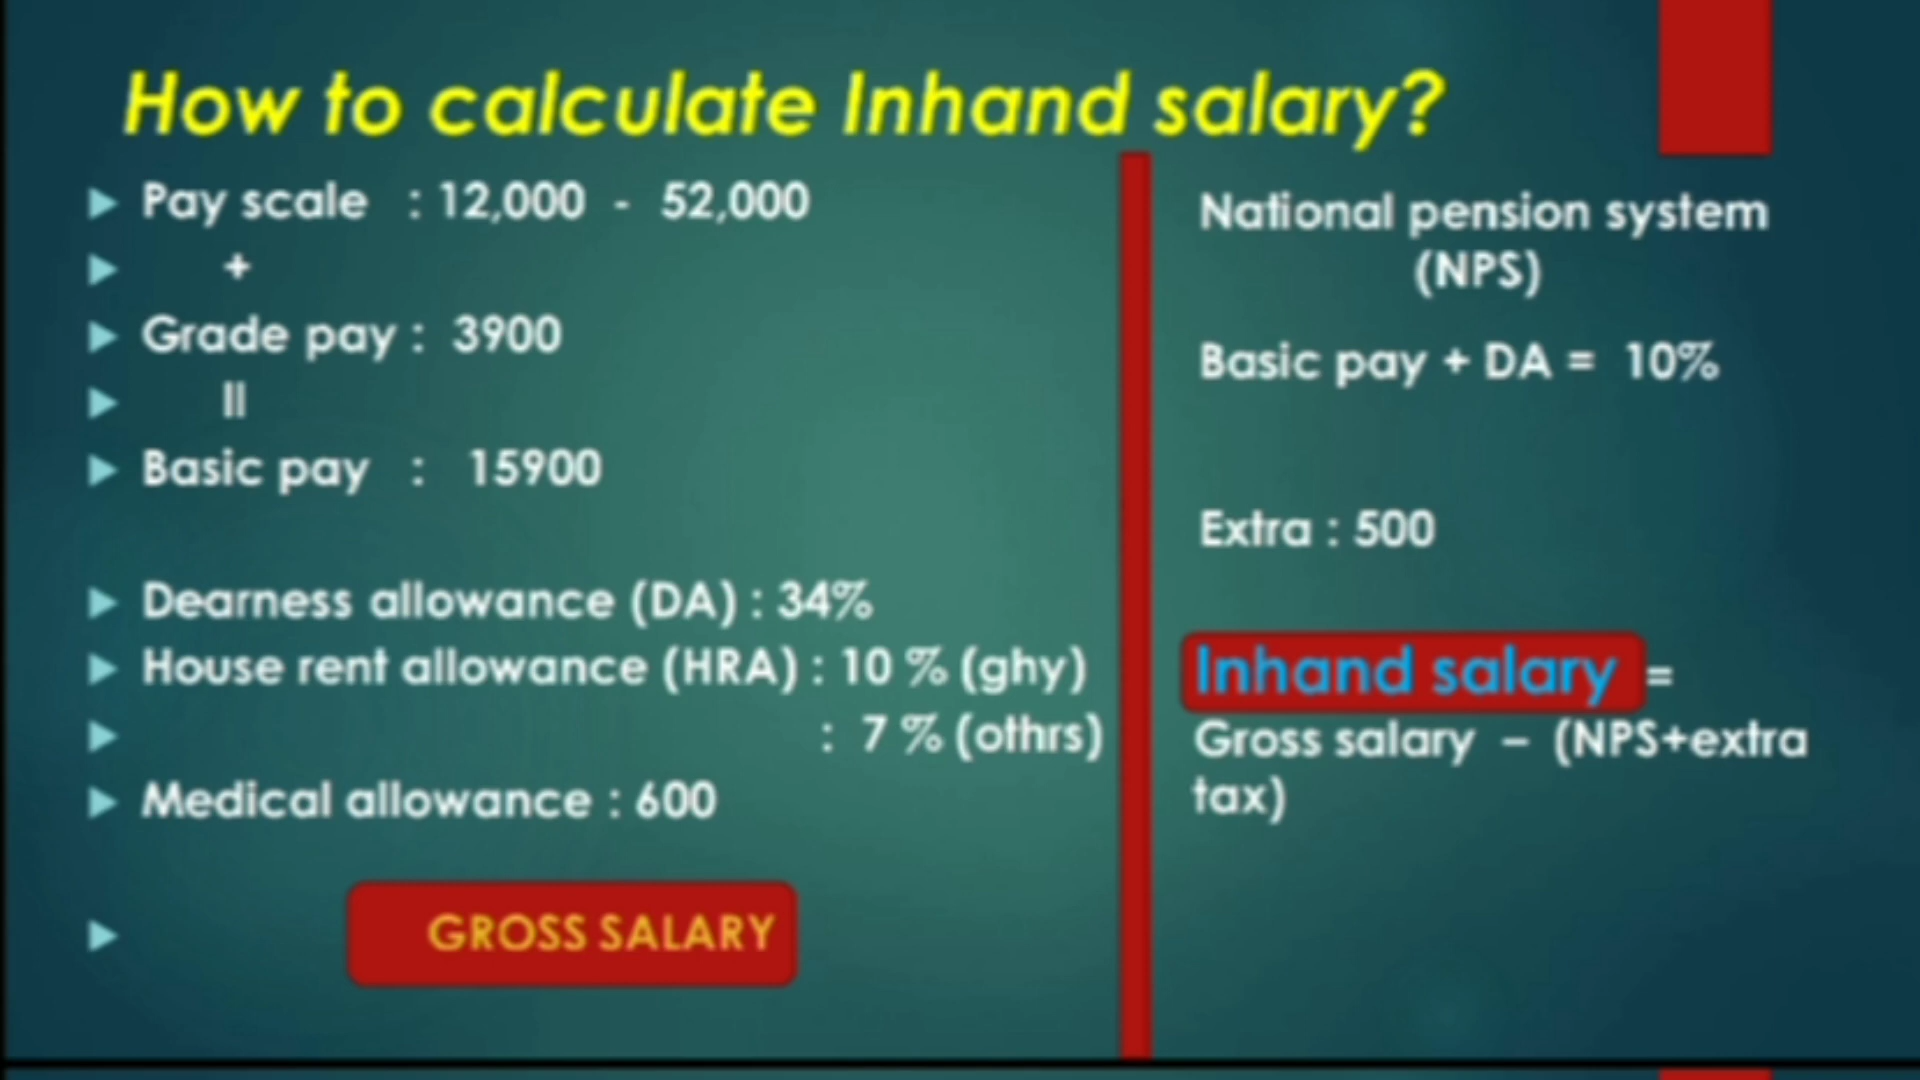 How to calculate Inhand salary?
Pay scale : 12,000 - 52,000
+
Grade pay : 3900
||
Basic pay : 15900
Dearness allowance (DA) : 34%
House rent allowance (HRA) : 10 % (ghy)
: 7 % (othrs)
Medical allowance : 600
GROSS SALARY
National pension system
(NPS)
Basic pay + DA = 10%
Extra : 500
Inhand salary =
Gross salary – (NPS+extra
tax)